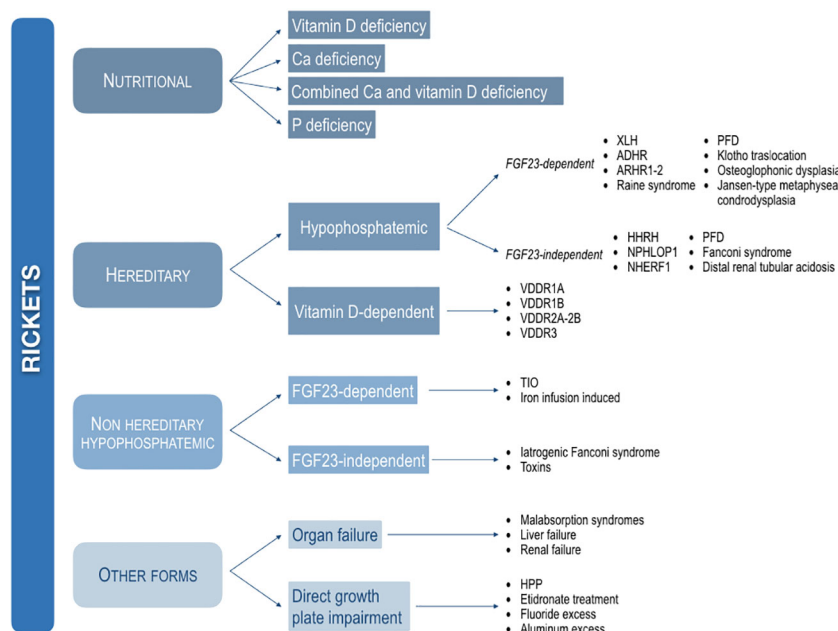 RICKETS
NUTRITIONAL
Vitamin D deficiency
Ca deficiency
Combined Ca and vitamin D deficiency
P deficiency
HEREDITARY
Hypophosphatemic
FGF23-dependent
• XLH
• ADHR
• ARHR1-2
• Raine syndrome
• PFD
• Klotho traslocation
• Osteoglophonic dysplasia
• Jansen-type metaphysea
condrodysplasia
FGF23-independent
• HHRH
• NPHLOP1
• NHERF1
• PFD
• Fanconi syndrome
• Distal renal tubular acidosis
Vitamin D-dependent
• VDDR1A
• VDDR1B
• VDDR2A-2B
• VDDR3
NON HEREDITARY
HYPOPHOSPHATEMIC
FGF23-dependent
• TIO
• Iron infusion induced
FGF23-independent
• Iatrogenic Fanconi syndrome
• Toxins
OTHER FORMS
Organ failure
• Malabsorption syndromes
• Liver failure
• Renal failure
Direct growth
plate impairment
• HPP
• Etidronate treatment
• Fluoride excess
• Aluminum excess